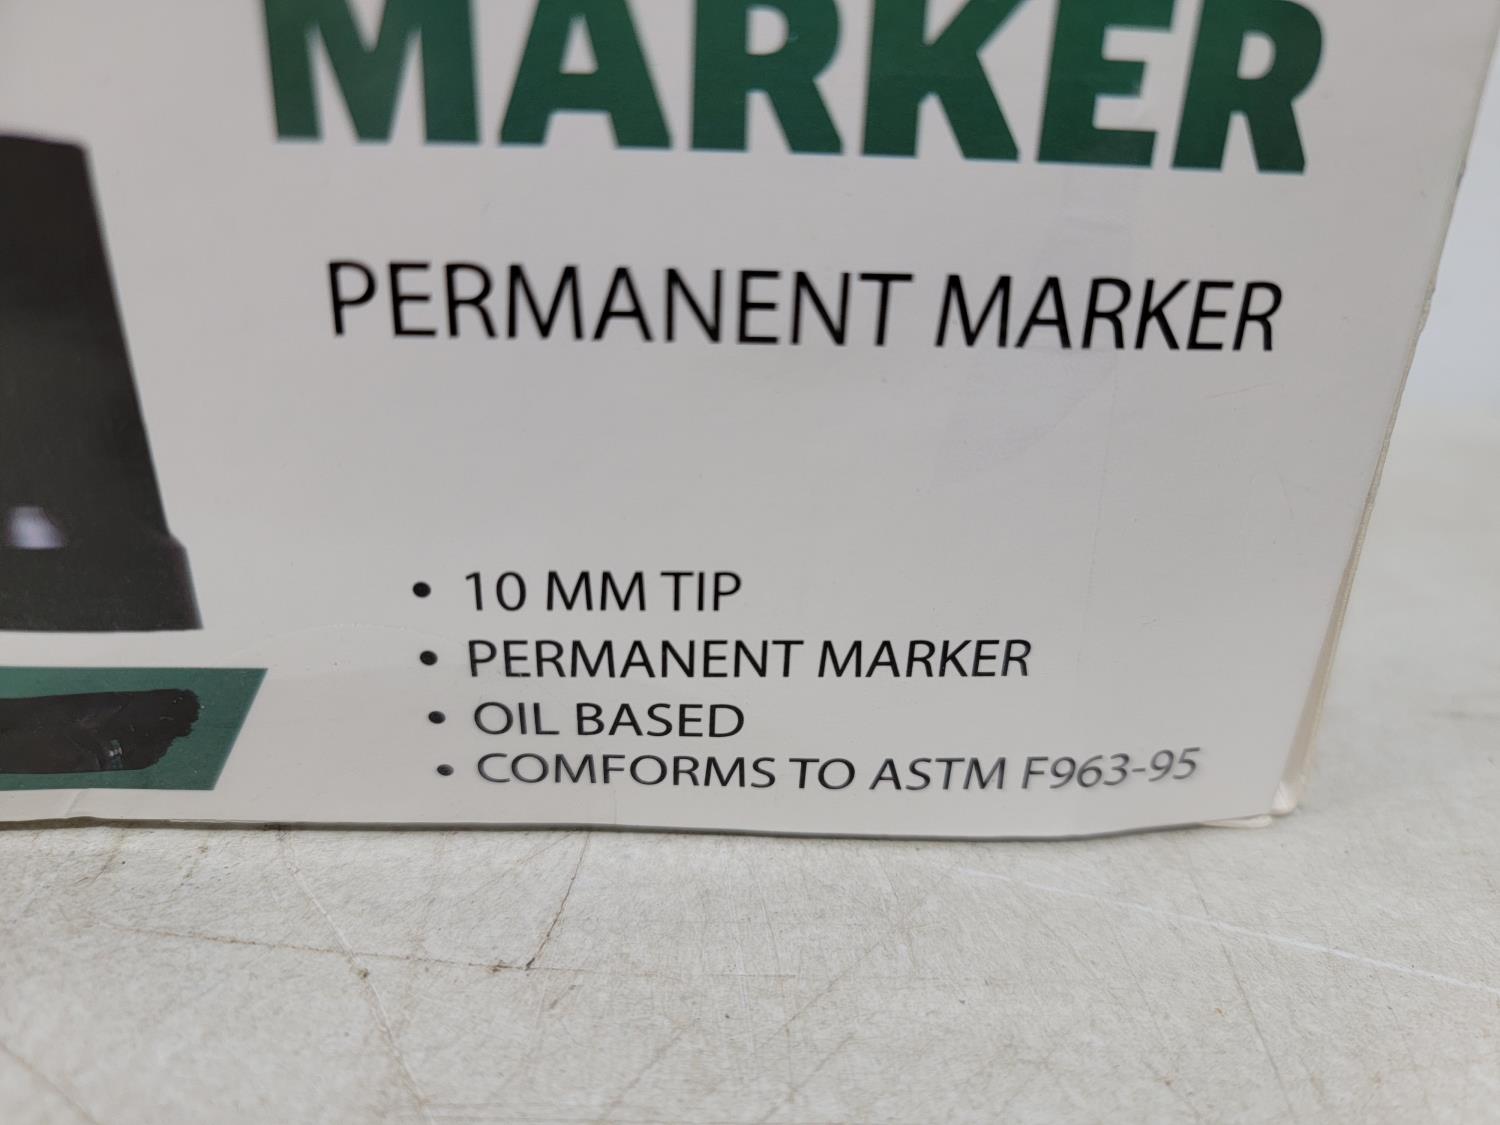 MARKER
PERMANENT MARKER
• 10 MM TIP
• PERMANENT MARKER
• OIL BASED
• COMFORMS TO ASTM F963-95